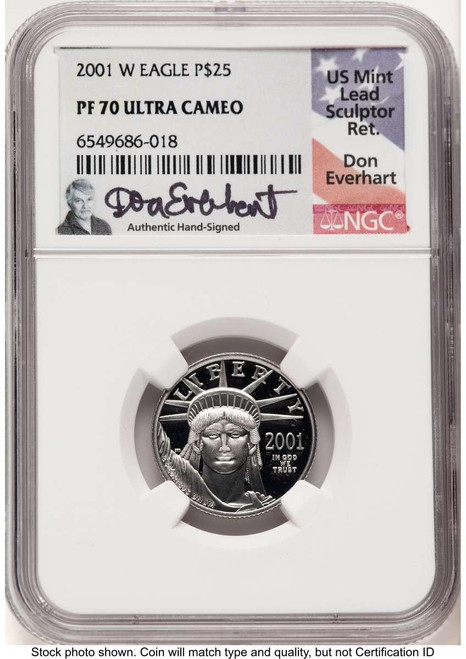 2001 W EAGLE P$25
PF 70 ULTRA CAMEO
6549686-018
Don Everhart
Authentic Hand-Signed
US Mint
Lead
Sculptor
Ret.
Don
Everhart
NGC®
LIBERTY
2001
IN GOD
WE
TRUST
Stock photo shown. Coin will match type and quality, but not Certification ID